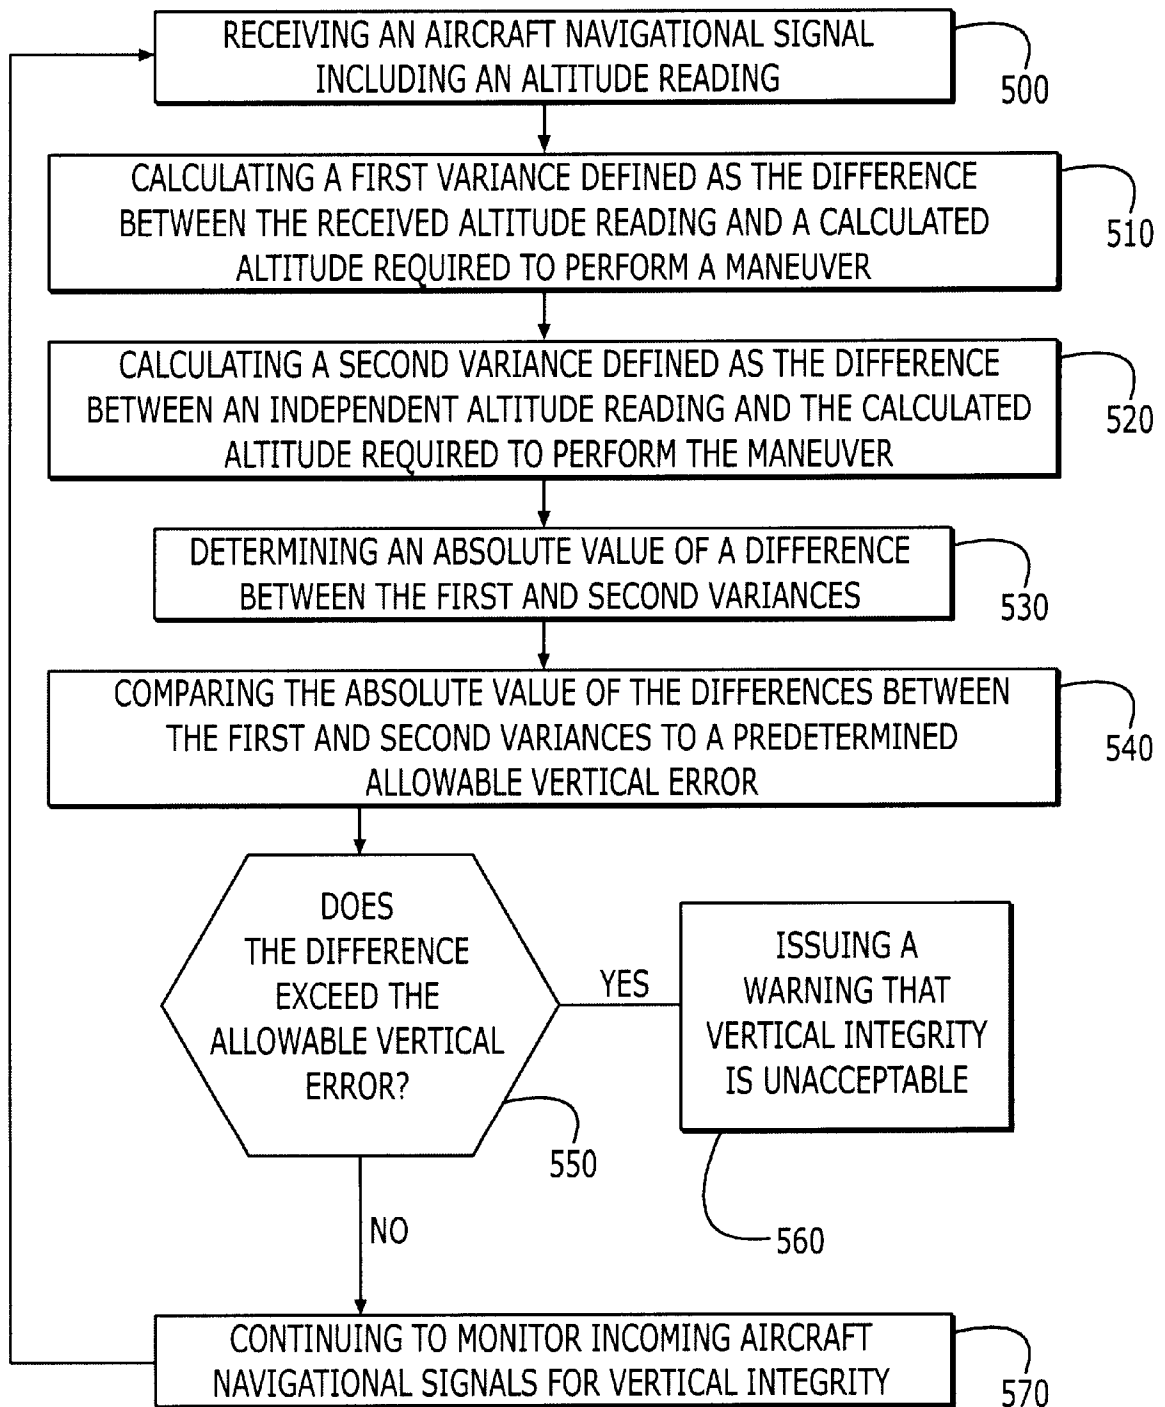 RECEIVING AN AIRCRAFT NAVIGATIONAL SIGNAL
INCLUDING AN ALTITUDE READING
500
CALCULATING A FIRST VARIANCE DEFINED AS THE DIFFERENCE
BETWEEN THE RECEIVED ALTITUDE READING AND A CALCULATED
ALTITUDE REQUIRED TO PERFORM A MANEUVER
510
CALCULATING A SECOND VARIANCE DEFINED AS THE DIFFERENCE
BETWEEN AN INDEPENDENT ALTITUDE READING AND THE CALCULATED
ALTITUDE REQUIRED TO PERFORM THE MANEUVER
520
DETERMINING AN ABSOLUTE VALUE OF A DIFFERENCE
BETWEEN THE FIRST AND SECOND VARIANCES
530
COMPARING THE ABSOLUTE VALUE OF THE DIFFERENCES BETWEEN
THE FIRST AND SECOND VARIANCES TO A PREDETERMINED
ALLOWABLE VERTICAL ERROR
540
DOES
THE DIFFERENCE
EXCEED THE
ALLOWABLE VERTICAL
ERROR?
550
YES
ISSUING A
WARNING THAT
VERTICAL INTEGRITY
IS UNACCEPTABLE
560
NO
CONTINUING TO MONITOR INCOMING AIRCRAFT
NAVIGATIONAL SIGNALS FOR VERTICAL INTEGRITY
570